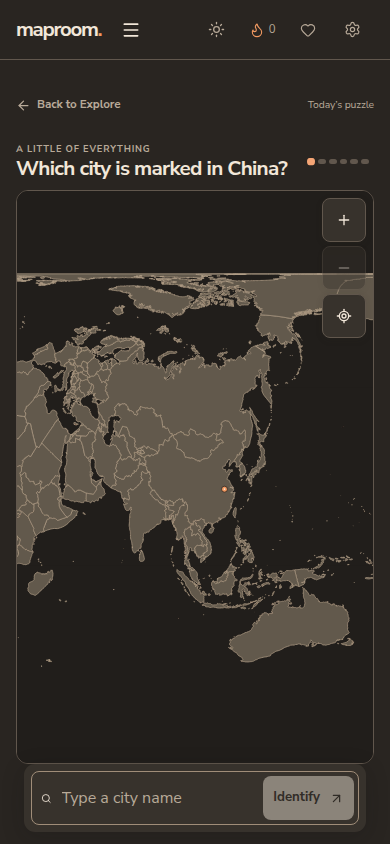 maproom.
0
Back to Explore
Today's puzzle
A LITTLE OF EVERYTHING
Which city is marked in China?
+
−
Type a city name
Identify